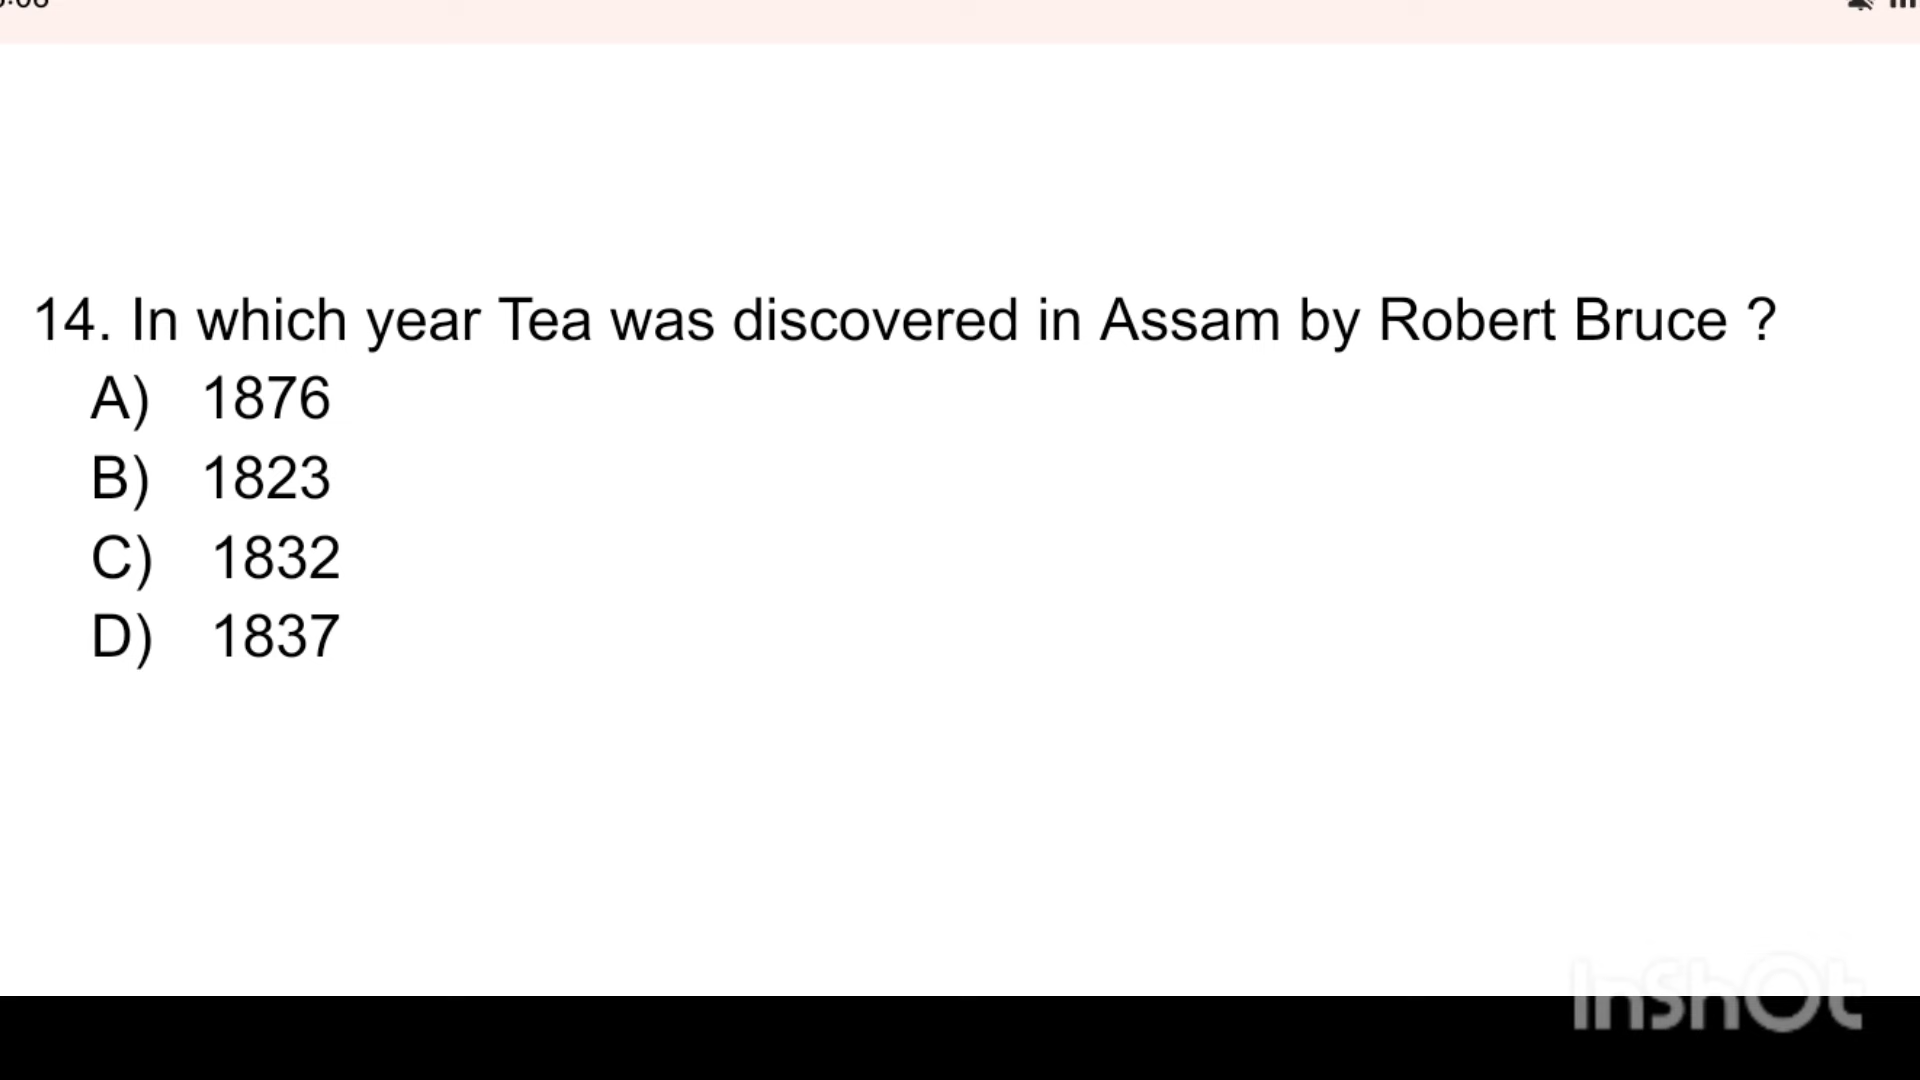 14. In which year Tea was discovered in Assam by Robert Bruce ?
A) 1876
B) 1823
C) 1832
D) 1837
InShOt